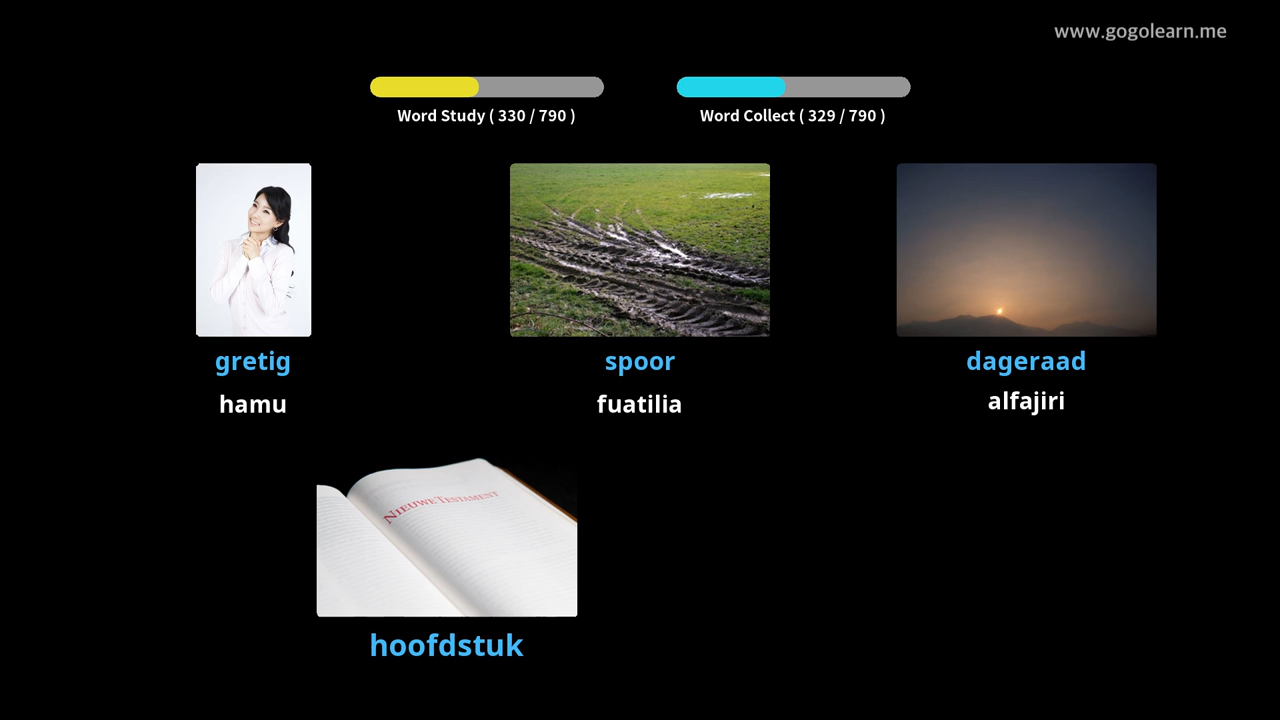 www.gogolearn.me
Word Study ( 330 / 790 )
Word Collect ( 329 / 790 )
gretig
hamu
spoor
fuatilia
dageraad
alfajiri
NIEUWE TESTAMENT
hoofdstuk